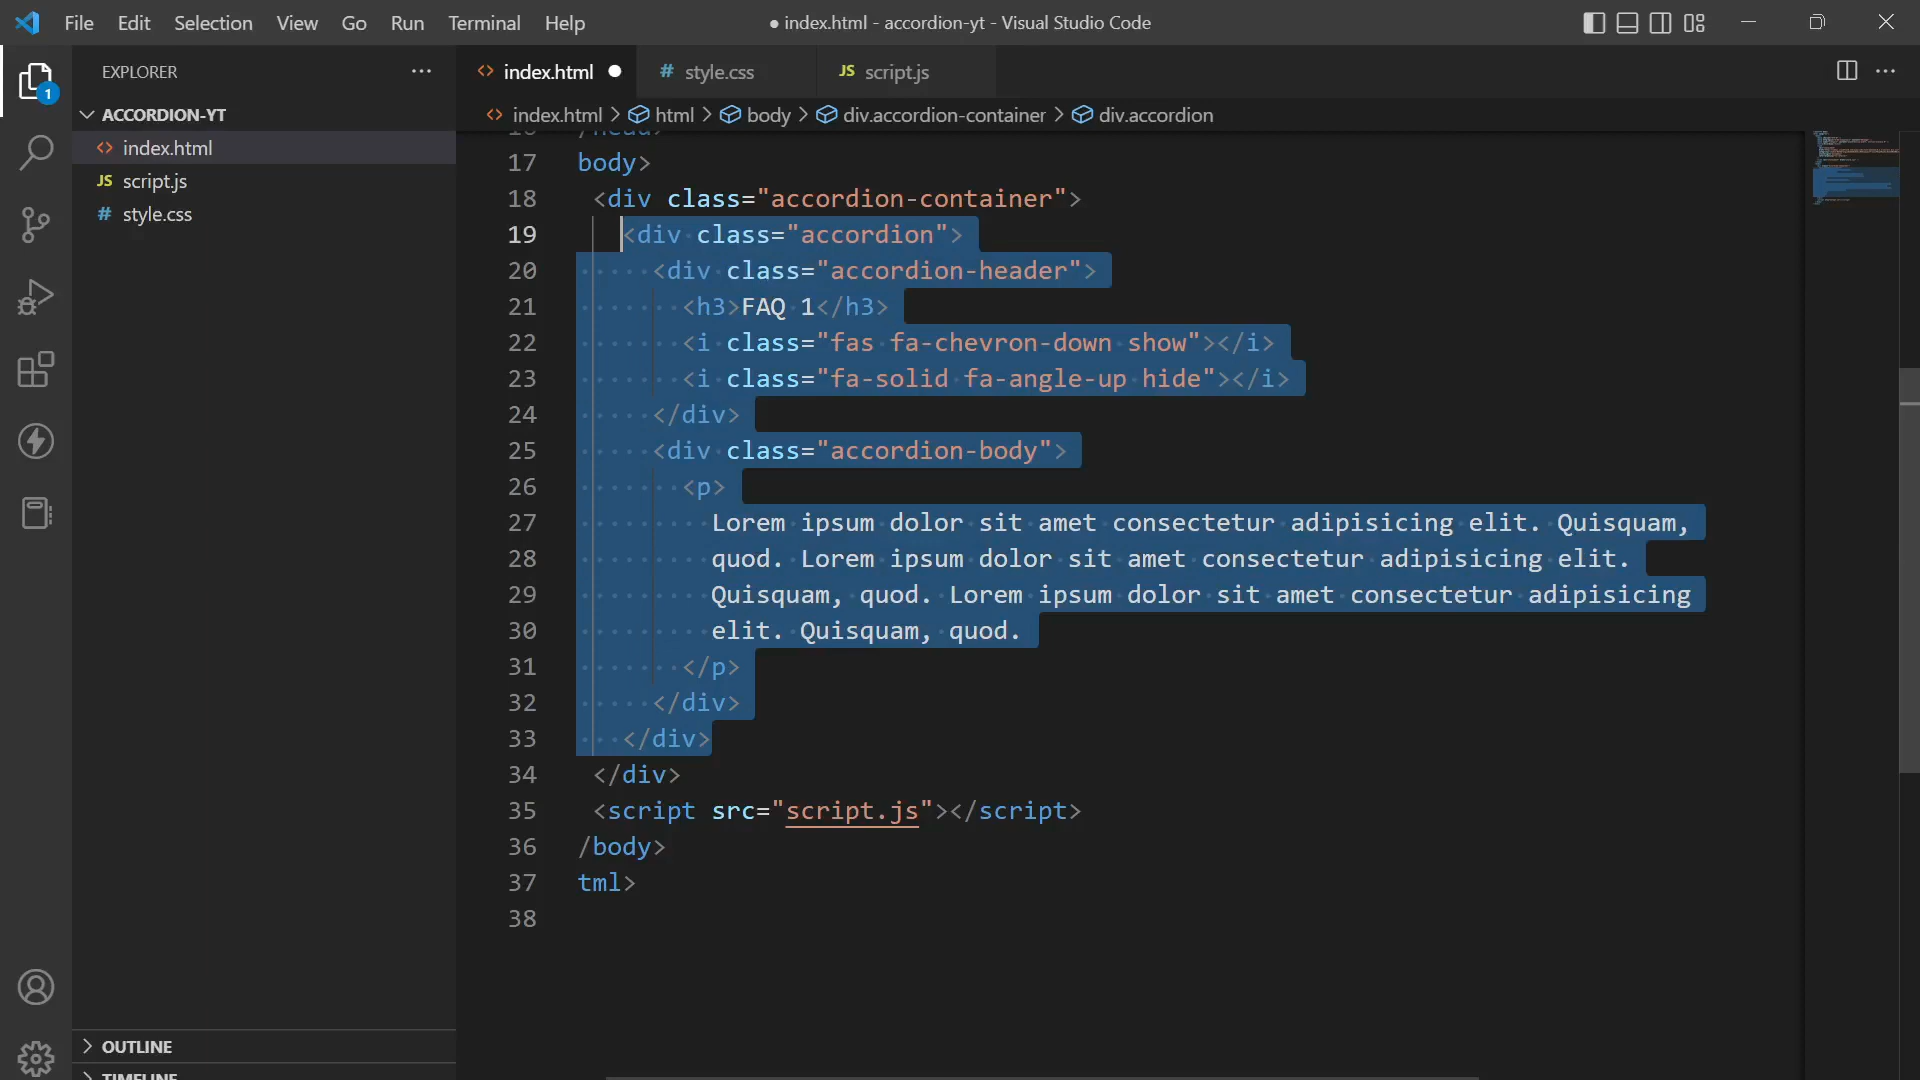 File Edit Selection View Go Run Terminal Help
● index.html - accordion-yt - Visual Studio Code
EXPLORER
1
ACCORDION-YT
<> index.html
JS script.js
# style.css
OUTLINE
TIMELINE
<> index.html ●
# style.css
JS script.js
<> index.html > html > body > div.accordion-container > div.accordion
16 /head>
17 body>
18 <div class="accordion-container">
19 <div class="accordion">
20 <div class="accordion-header">
21 <h3>FAQ 1</h3>
22 <i class="fas fa-chevron-down show"></i>
23 <i class="fa-solid fa-angle-up hide"></i>
24 </div>
25 <div class="accordion-body">
26 <p>
27 Lorem ipsum dolor sit amet consectetur adipisicing elit. Quisquam,
28 quod. Lorem ipsum dolor sit amet consectetur adipisicing elit.
29 Quisquam, quod. Lorem ipsum dolor sit amet consectetur adipisicing
30 elit. Quisquam, quod.
31 </p>
32 </div>
33 </div>
34 </div>
35 <script src="script.js"></script>
36 /body>
37 tml>
38